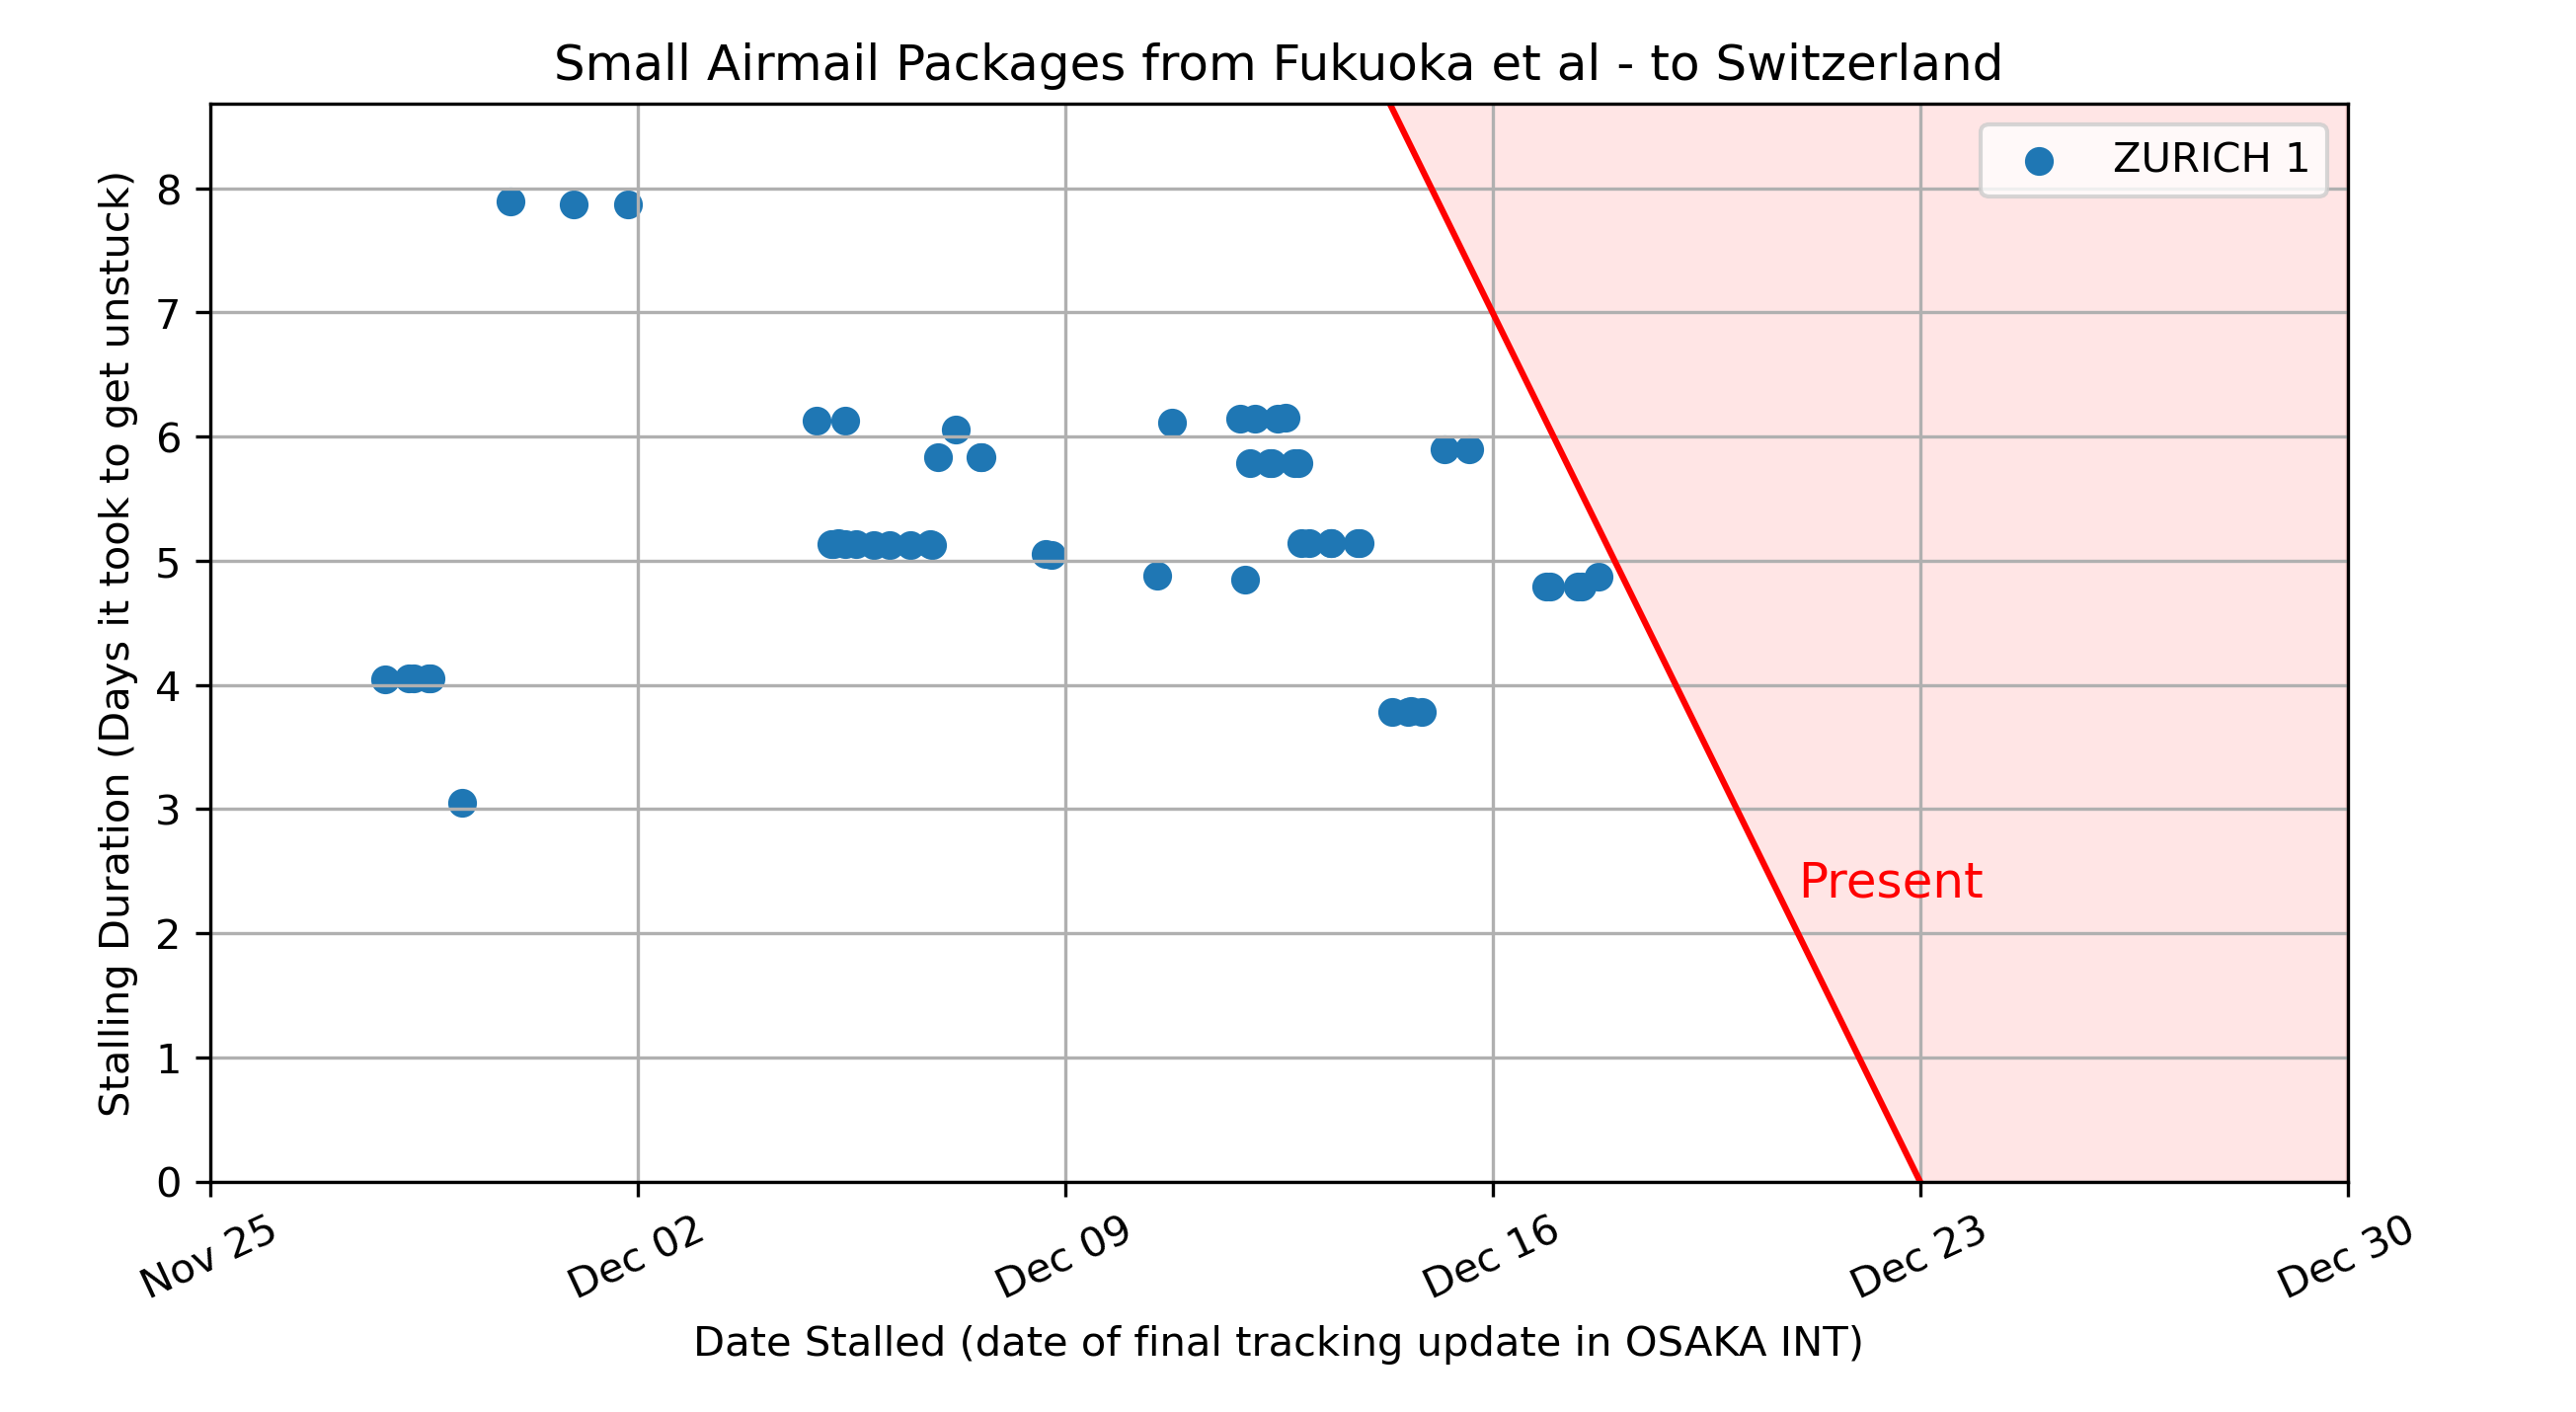 Small Airmail Packages from Fukuoka et al - to Switzerland
ZURICH 1
Stalling Duration (Days it took to get unstuck)
8
7
6
5
4
3
2
1
0
Present
Nov 25
Dec 02
Dec 09
Dec 16
Dec 23
Dec 30
Date Stalled (date of final tracking update in OSAKA INT)